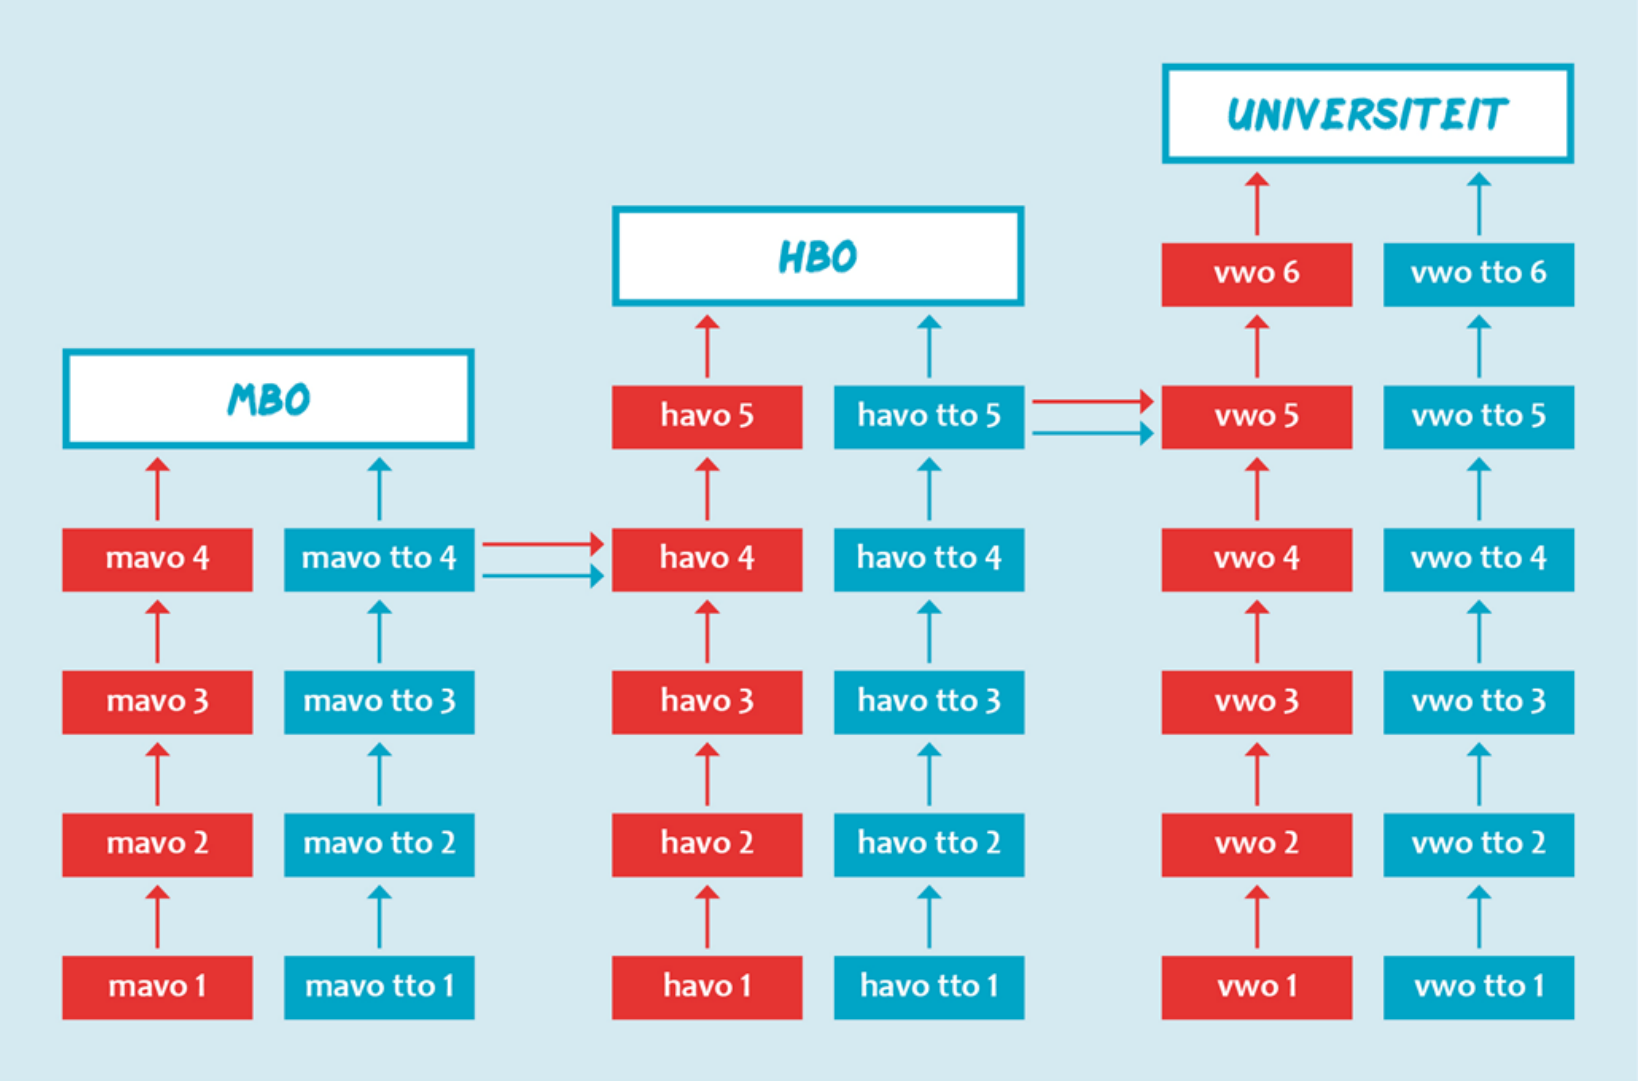 UNIVERSITEIT
HBO
vwo 6
vwo tto 6
MBO
havo 5
havo tto 5
vwo 5
vwo tto 5
mavo 4
mavo tto 4
havo 4
havo tto 4
vwo 4
vwo tto 4
mavo 3
mavo tto 3
havo 3
havo tto 3
vwo 3
vwo tto 3
mavo 2
mavo tto 2
havo 2
havo tto 2
vwo 2
vwo tto 2
mavo 1
mavo tto 1
havo 1
havo tto 1
vwo 1
vwo tto 1